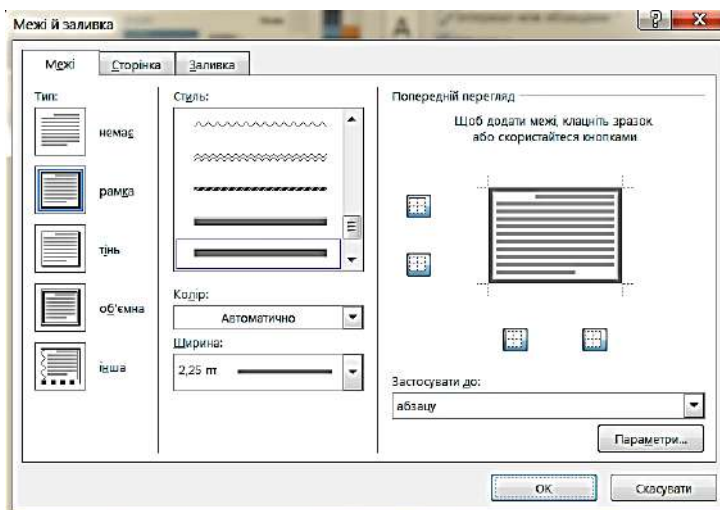 Межі й заливка
Межі
Сторінка
Заливка
Тип:
немає
рамка
тінь
об'ємна
інша
Стиль:
Колір:
Автоматично
Ширина:
2,25 пт
Попередній перегляд
Щоб додати межі, клацніть зразок
або скористайтеся кнопками
Застосувати до:
абзацу
Параметри...
ОК
Скасувати